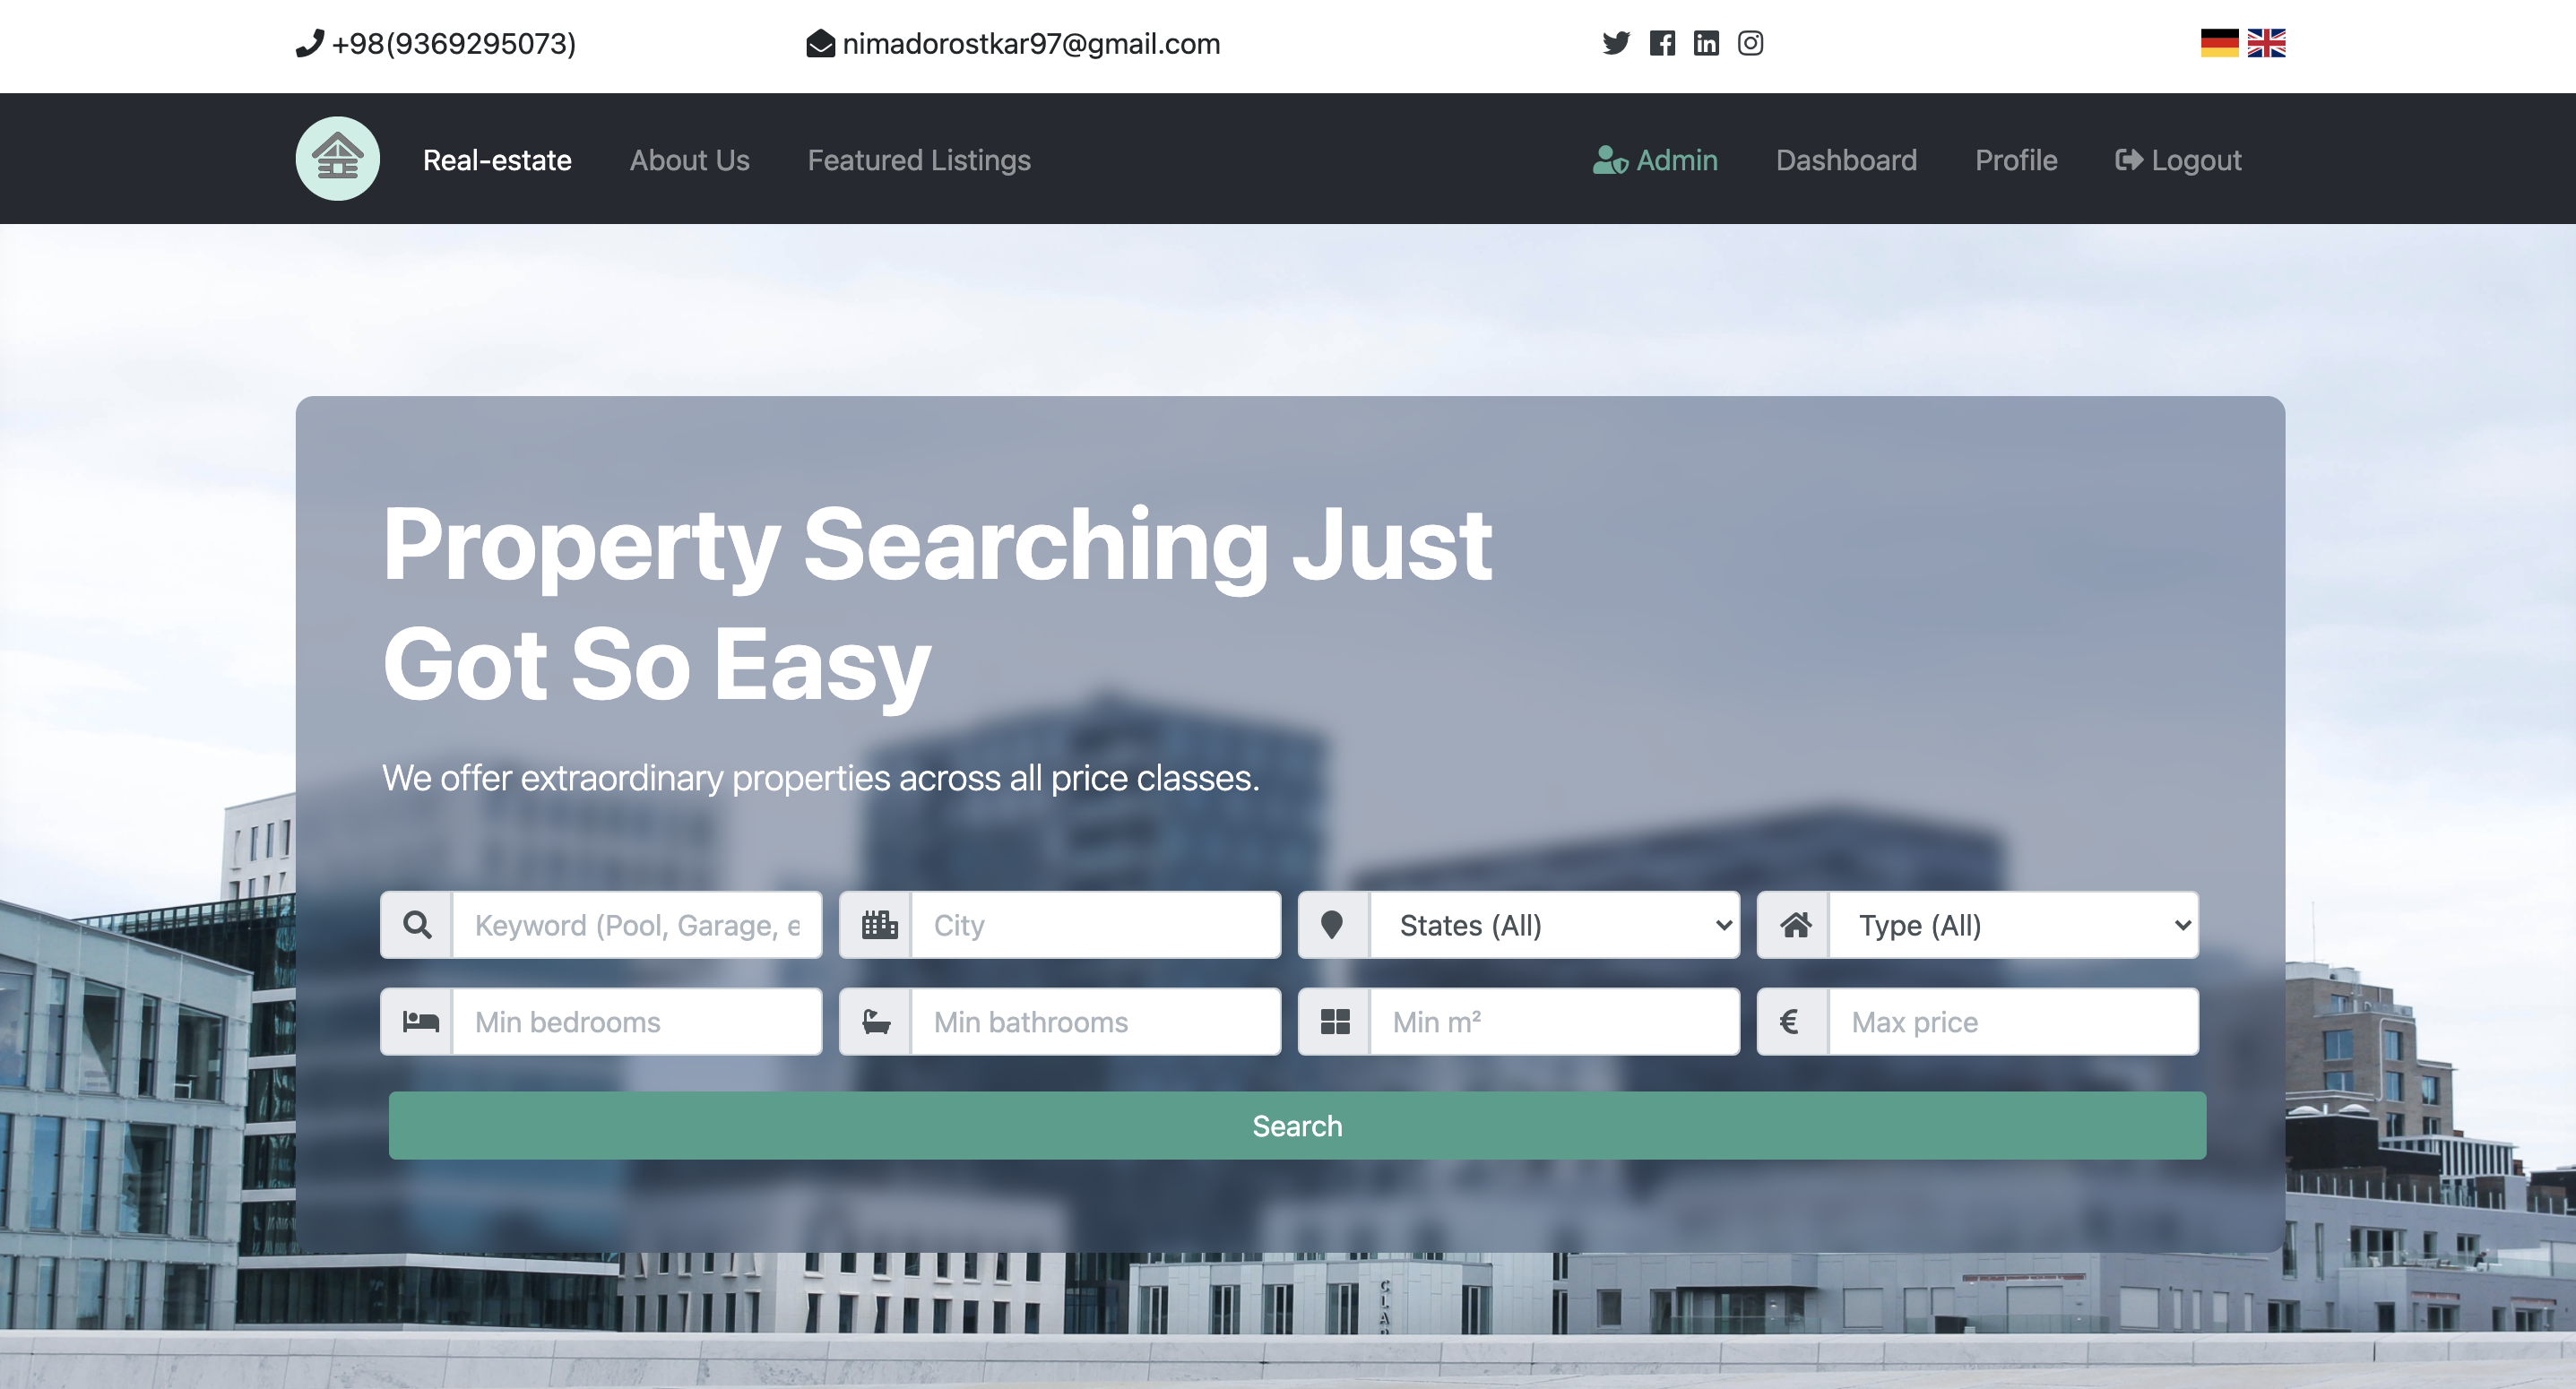 +98(9369295073) nimadorostkar97@gmail.com
Real-estate About Us Featured Listings Admin Dashboard Profile Logout
Property Searching Just
Got So Easy
We offer extraordinary properties across all price classes.
Keyword (Pool, Garage, e City States (All) Type (All)
Min bedrooms Min bathrooms Min m² € Max price
Search